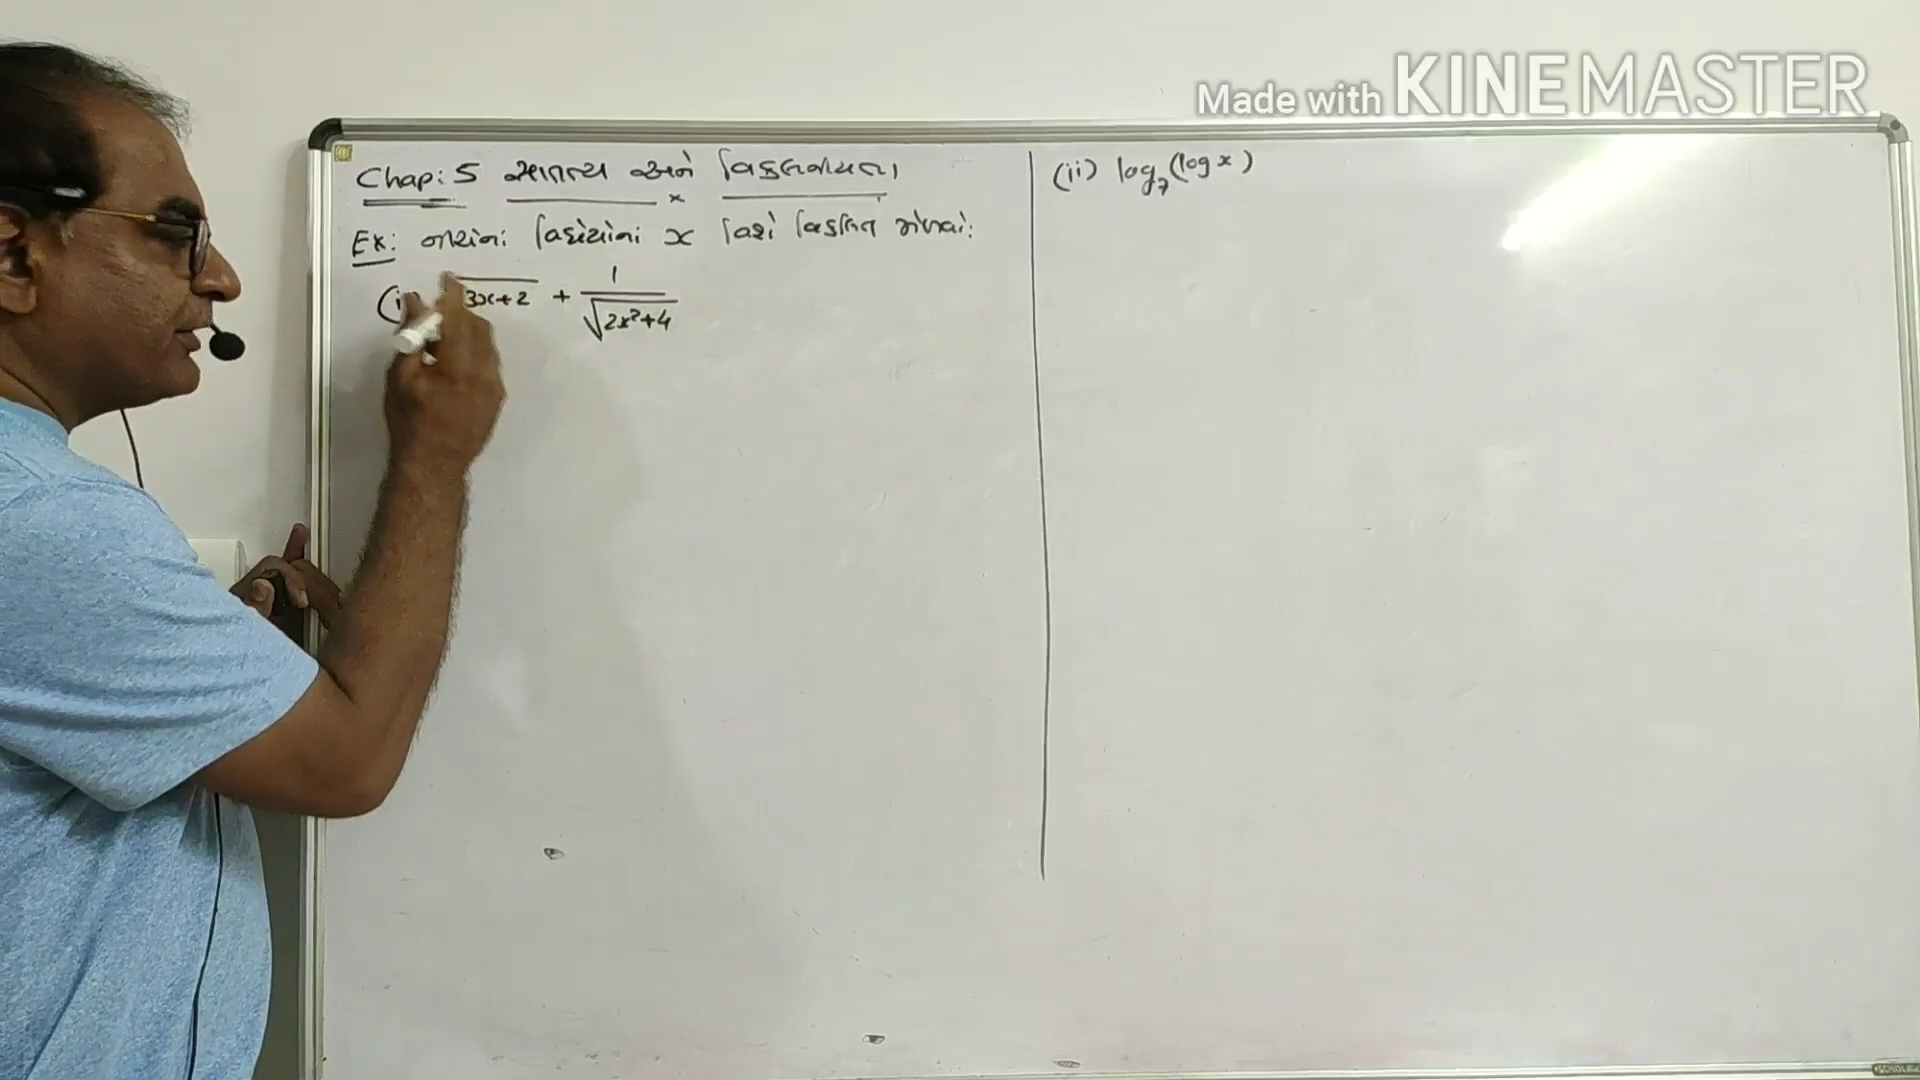 Made with KINEMASTER
Chap: 5 સાતત્ય અને વિકલનીયતા
Ex: નીચેના વિધેયોના x વિશે વિકલિત મેળવો:
(i) √3x+2 + 1/√2x²+4
(ii) log₇(log x)